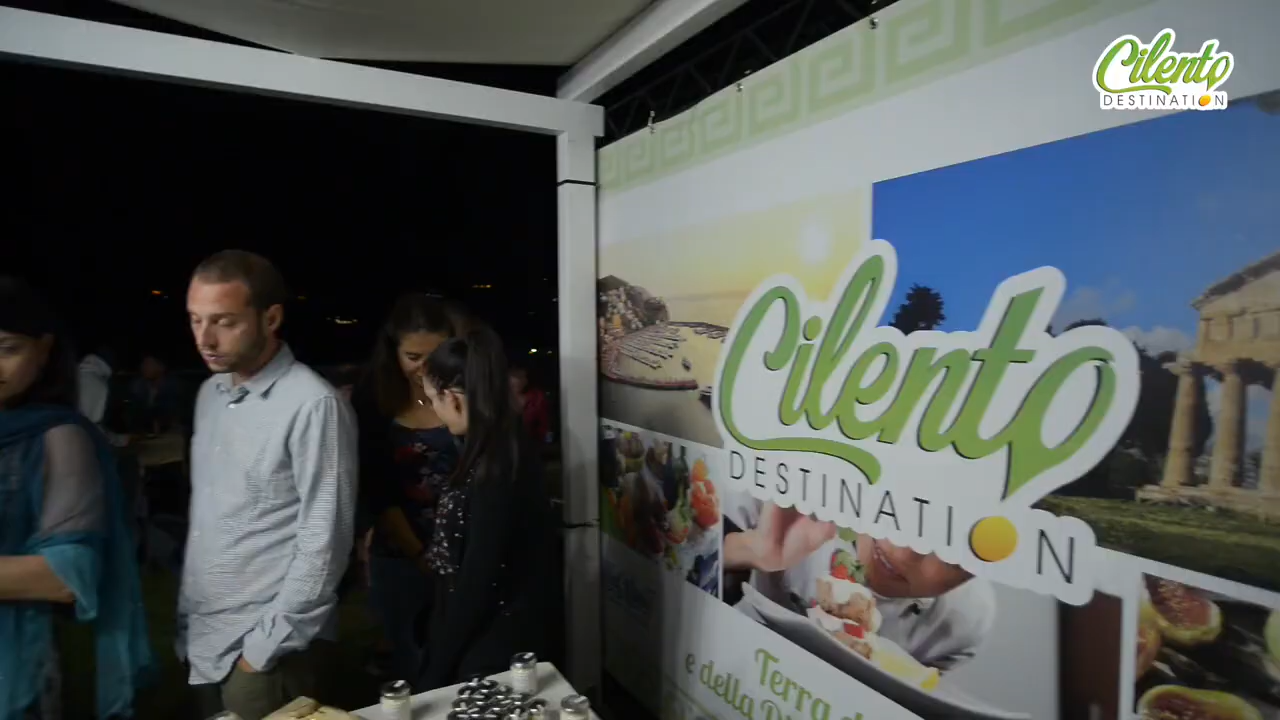 Cilento
DESTINATION
Cilento
DESTINATION
Terra d
e della D